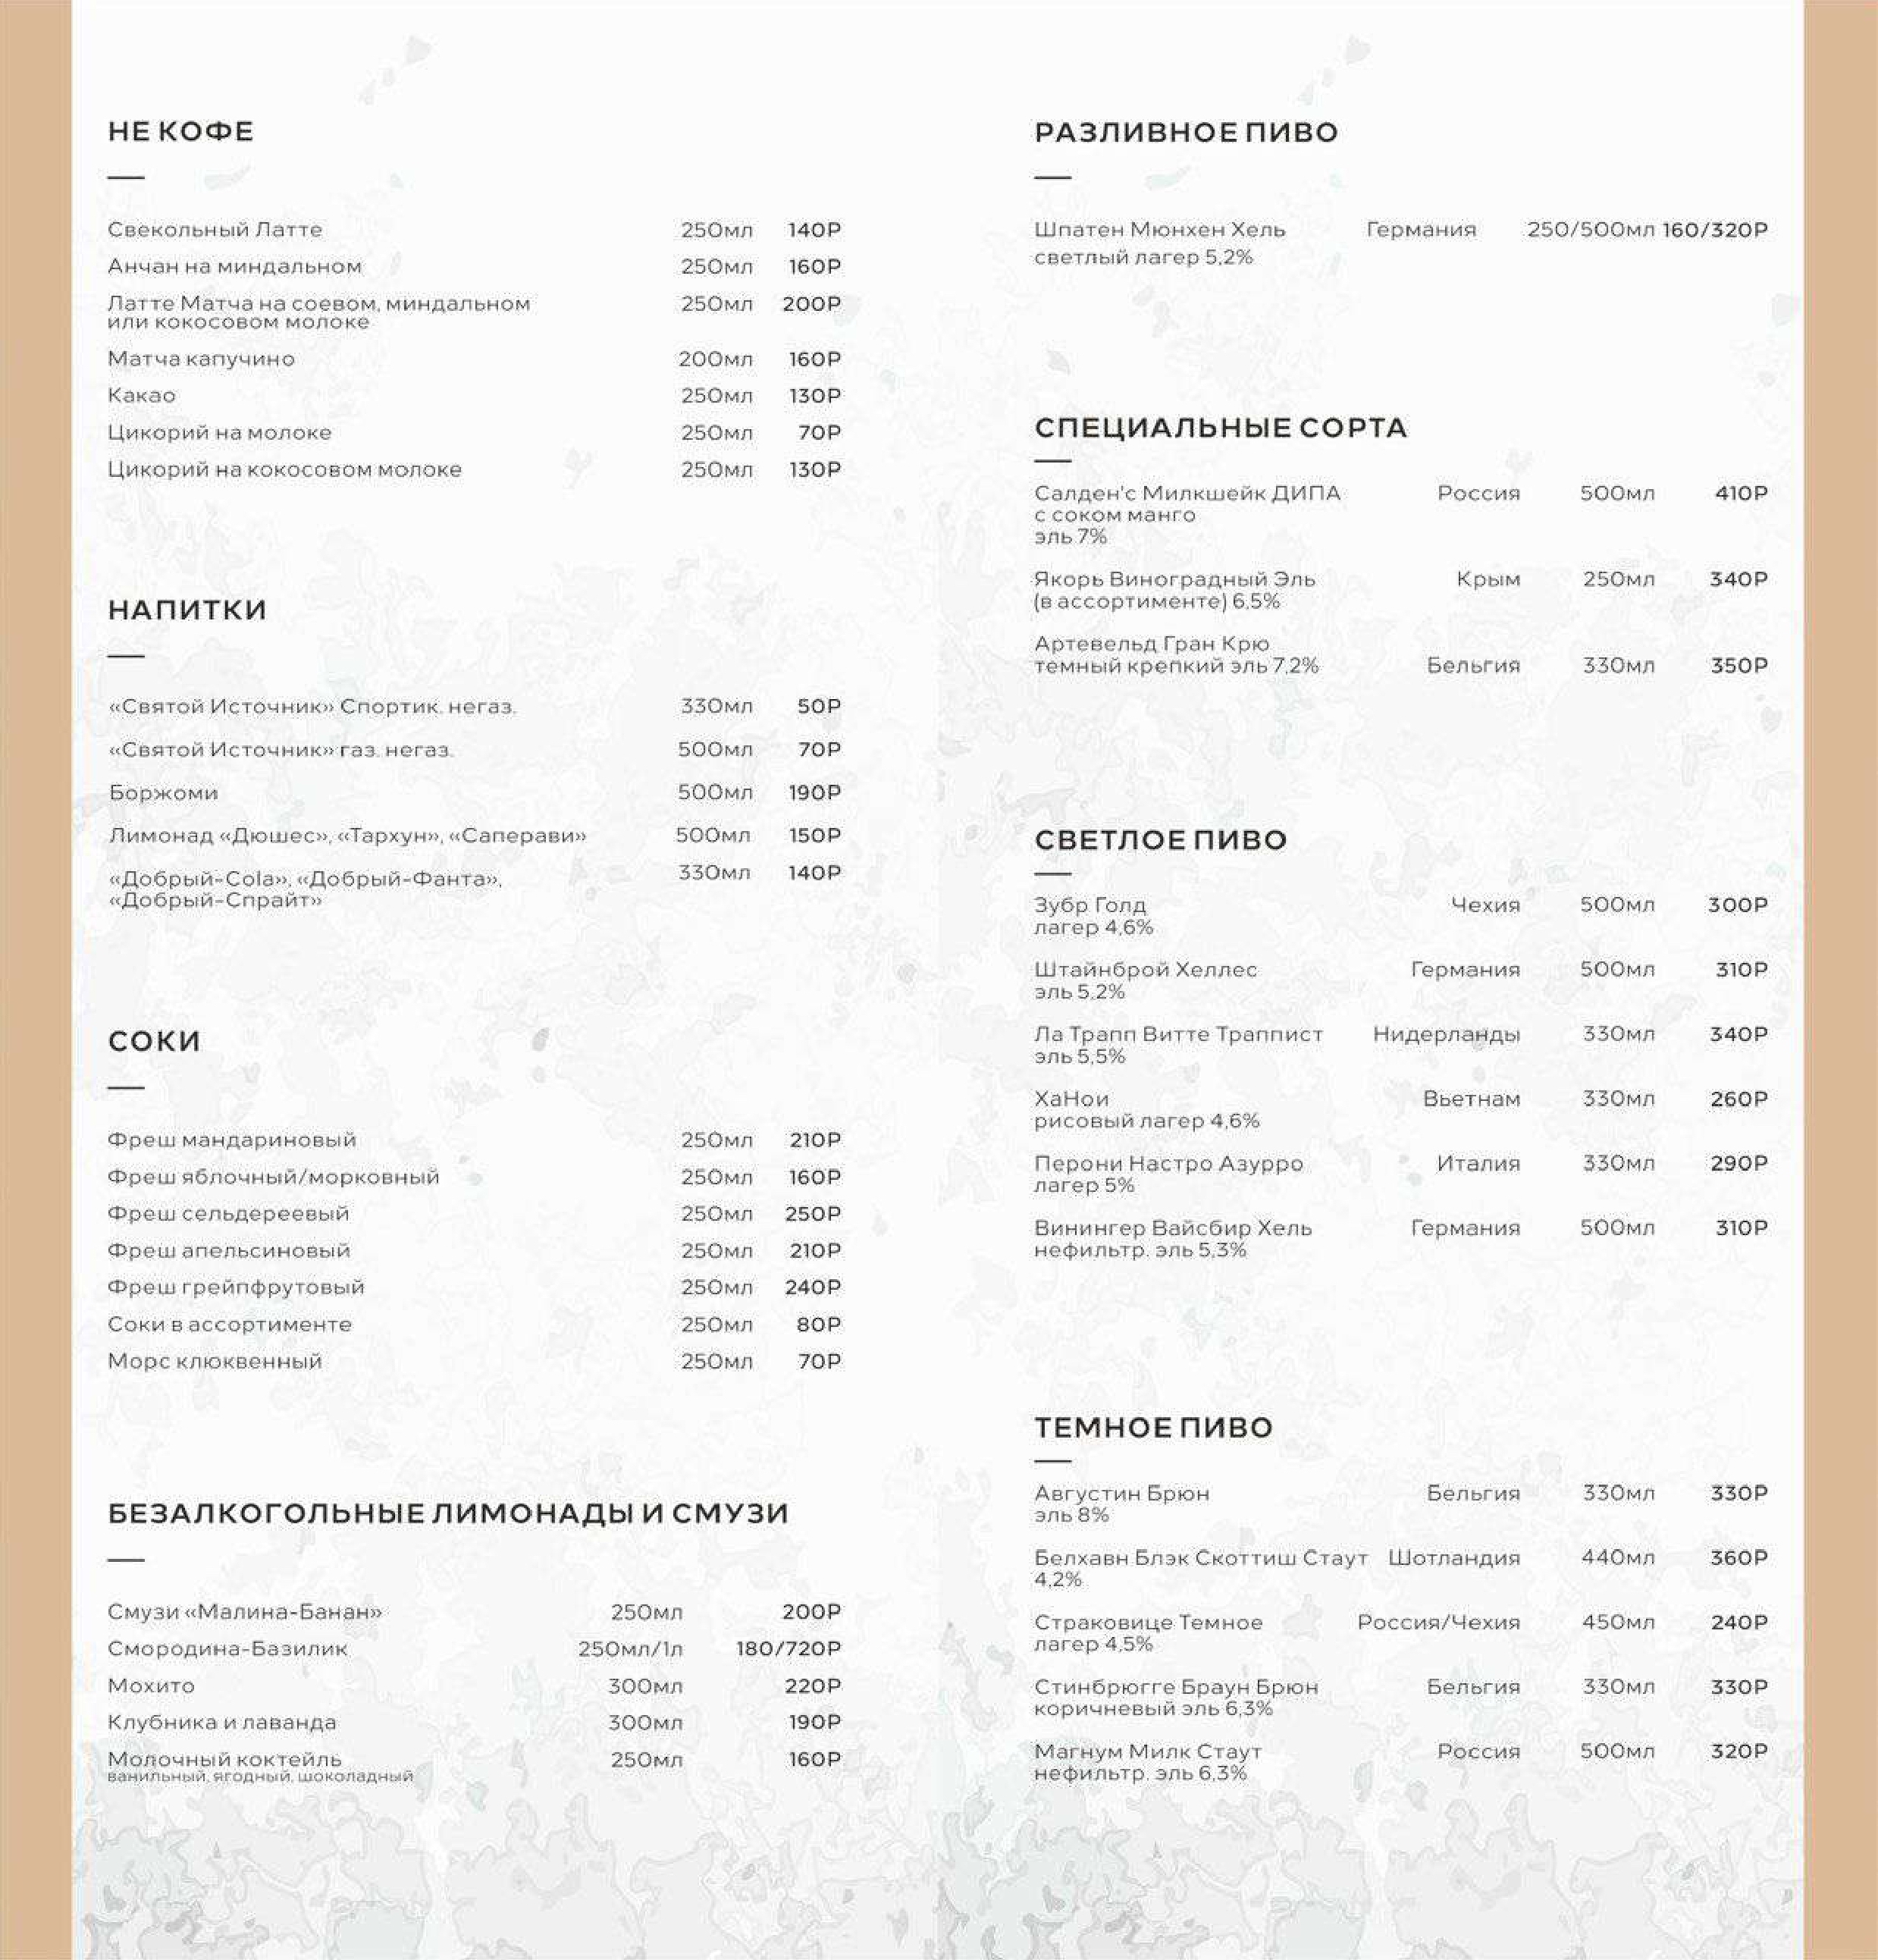 НЕ КОФЕ
Свекольный Латте 250мл 140Р
Анчан на миндальном 250мл 160Р
Латте Матча на соевом, миндальном 250мл 200Р
или кокосовом молоке
Матча капучино 200мл 160Р
Какао 250мл 130Р
Цикорий на молоке 250мл 70Р
Цикорий на кокосовом молоке 250мл 130Р
НАПИТКИ
«Святой Источник» Спортик. негаз. 330мл 50Р
«Святой Источник» газ. негаз. 500мл 70Р
Боржоми 500мл 190Р
Лимонад «Дюшес», «Тархун», «Саперави» 500мл 150Р
«Добрый-Cola», «Добрый-Фанта», 330мл 140Р
«Добрый-Спрайт»
СОКИ
Фреш мандариновый 250мл 210Р
Фреш яблочный/морковный 250мл 160Р
Фреш сельдереевый 250мл 250Р
Фреш апельсиновый 250мл 210Р
Фреш грейпфрутовый 250мл 240Р
Соки в ассортименте 250мл 80Р
Морс клюквенный 250мл 70Р
БЕЗАЛКОГОЛЬНЫЕ ЛИМОНАДЫ И СМУЗИ
Смузи «Малина-Банан» 250мл 200Р
Смородина-Базилик 250мл/1л 180/720Р
Мохито 300мл 220Р
Клубника и лаванда 300мл 190Р
Молочный коктейль 250мл 160Р
ванильный, ягодный, шоколадный
РАЗЛИВНОЕ ПИВО
Шпатен Мюнхен Хель Германия 250/500мл 160/320Р
светлый лагер 5,2%
СПЕЦИАЛЬНЫЕ СОРТА
Салден'с Милкшейк ДИПА Россия 500мл 410Р
с соком манго
эль 7%
Якорь Виноградный Эль Крым 250мл 340Р
(в ассортименте) 6,5%
Артевельд Гран Крю
темный крепкий эль 7,2% Бельгия 330мл 350Р
СВЕТЛОЕ ПИВО
Зубр Голд Чехия 500мл 300Р
лагер 4,6%
Штайнброй Хеллес Германия 500мл 310Р
эль 5,2%
Ла Трапп Витте Траппист Нидерланды 330мл 340Р
эль 5,5%
ХаНои Вьетнам 330мл 260Р
рисовый лагер 4,6%
Перони Настро Азурро Италия 330мл 290Р
лагер 5%
Винингер Вайсбир Хель Германия 500мл 310Р
нефильтр. эль 5,3%
ТЕМНОЕ ПИВО
Августин Брюн Бельгия 330мл 330Р
эль 8%
Белхавн Блэк Скоттиш Стаут Шотландия 440мл 360Р
4,2%
Страковице Темное Россия/Чехия 450мл 240Р
лагер 4,5%
Стинбрюгге Браун Брюн Бельгия 330мл 330Р
коричневый эль 6,3%
Магнум Милк Стаут Россия 500мл 320Р
нефильтр. эль 6,3%